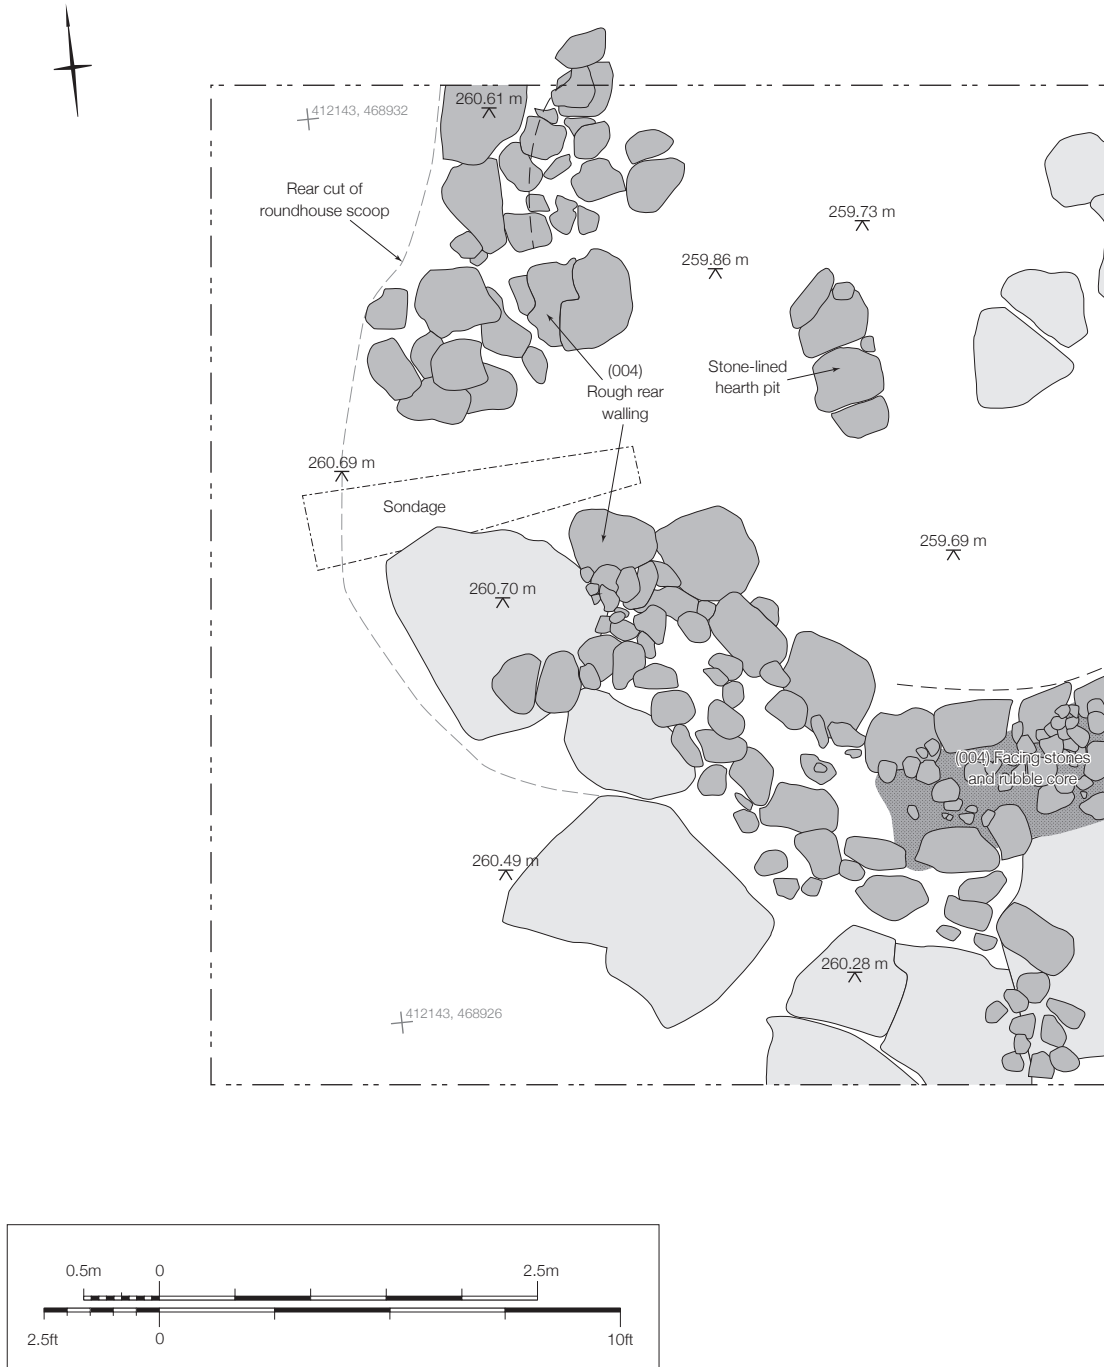 260.61 m
412143, 468932
Rear cut of
roundhouse scoop
259.73 m
259.86 m
(004)
Rough rear
walling
Stone-lined
hearth pit
260.69 m
Sondage
259.69 m
260.70 m
(004) Facing stones
and rubble core
260.49 m
260.28 m
412143, 468926
0.5m
0
2.5m
2.5ft
0
10ft